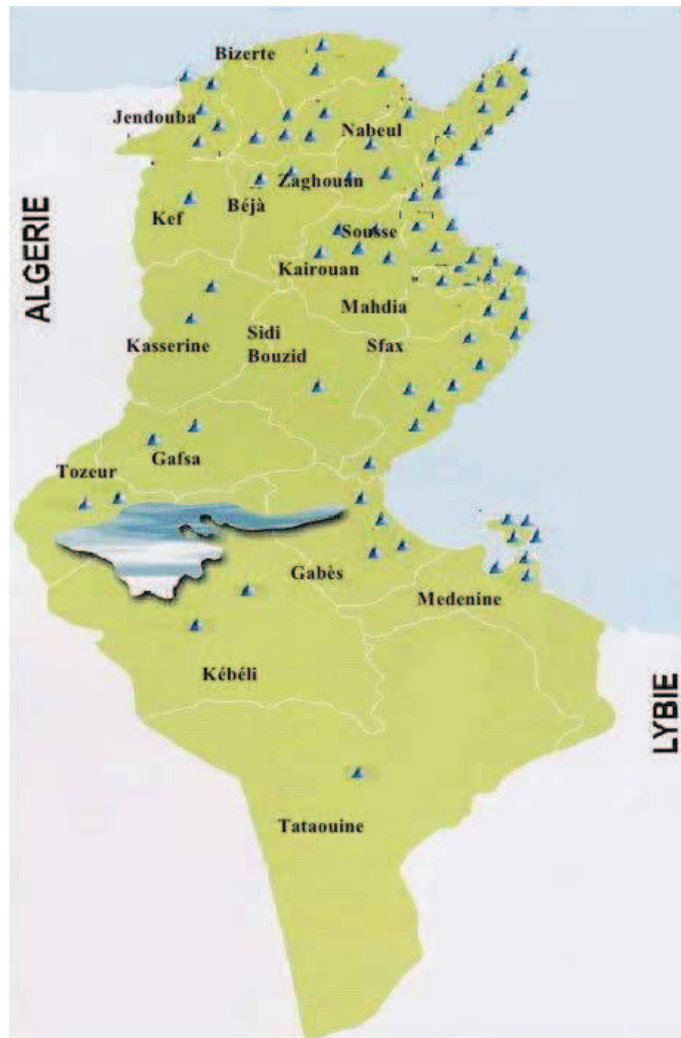 Bizerte
Jendouba
Nabeul
Zaghouan
Béjà
Kef
Sousse
Kairouan
ALGERIE
Mahdia
Sidi
Bouzid
Kasserine
Sfax
Gafsa
Tozeur
Gabès
Medenine
Kébéli
LYBIE
Tataouine